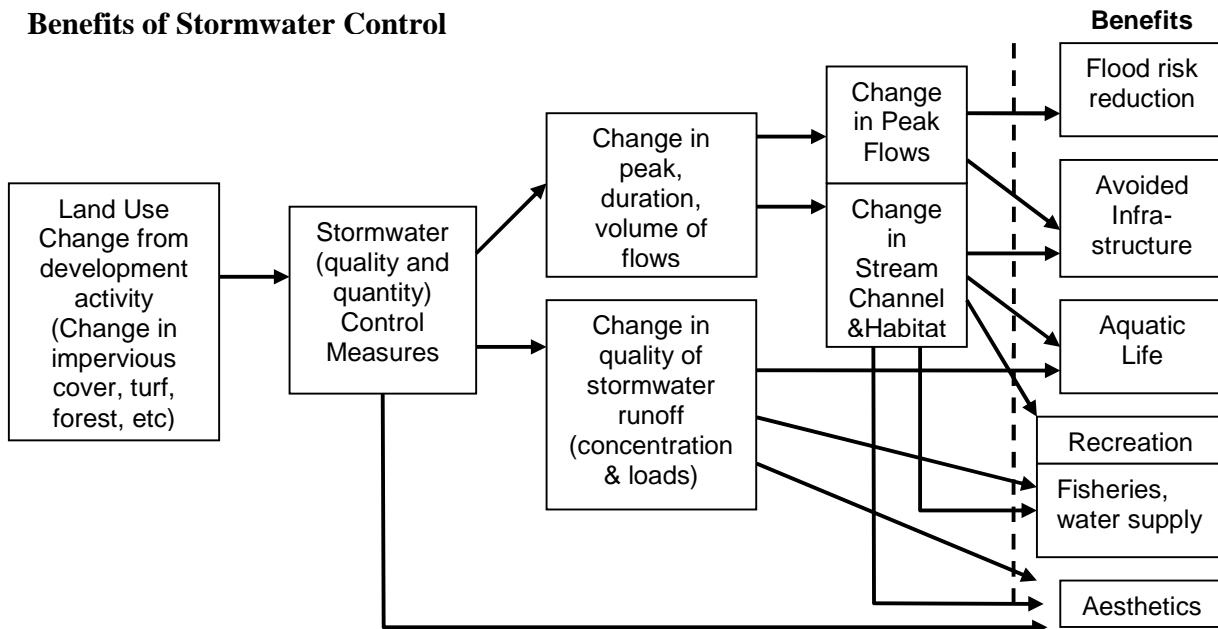 Benefits of Stormwater Control
Benefits
Land Use
Change from
development
activity
(Change in
impervious
cover, turf,
forest, etc)
Stormwater
(quality and
quantity)
Control
Measures
Change in
peak,
duration,
volume of
flows
Change in
quality of
stormwater
runoff
(concentration
& loads)
Change
in Peak
Flows
Change
in
Stream
Channel
&Habitat
Flood risk
reduction
Avoided
Infra-
structure
Aquatic
Life
Recreation
Fisheries,
water supply
Aesthetics